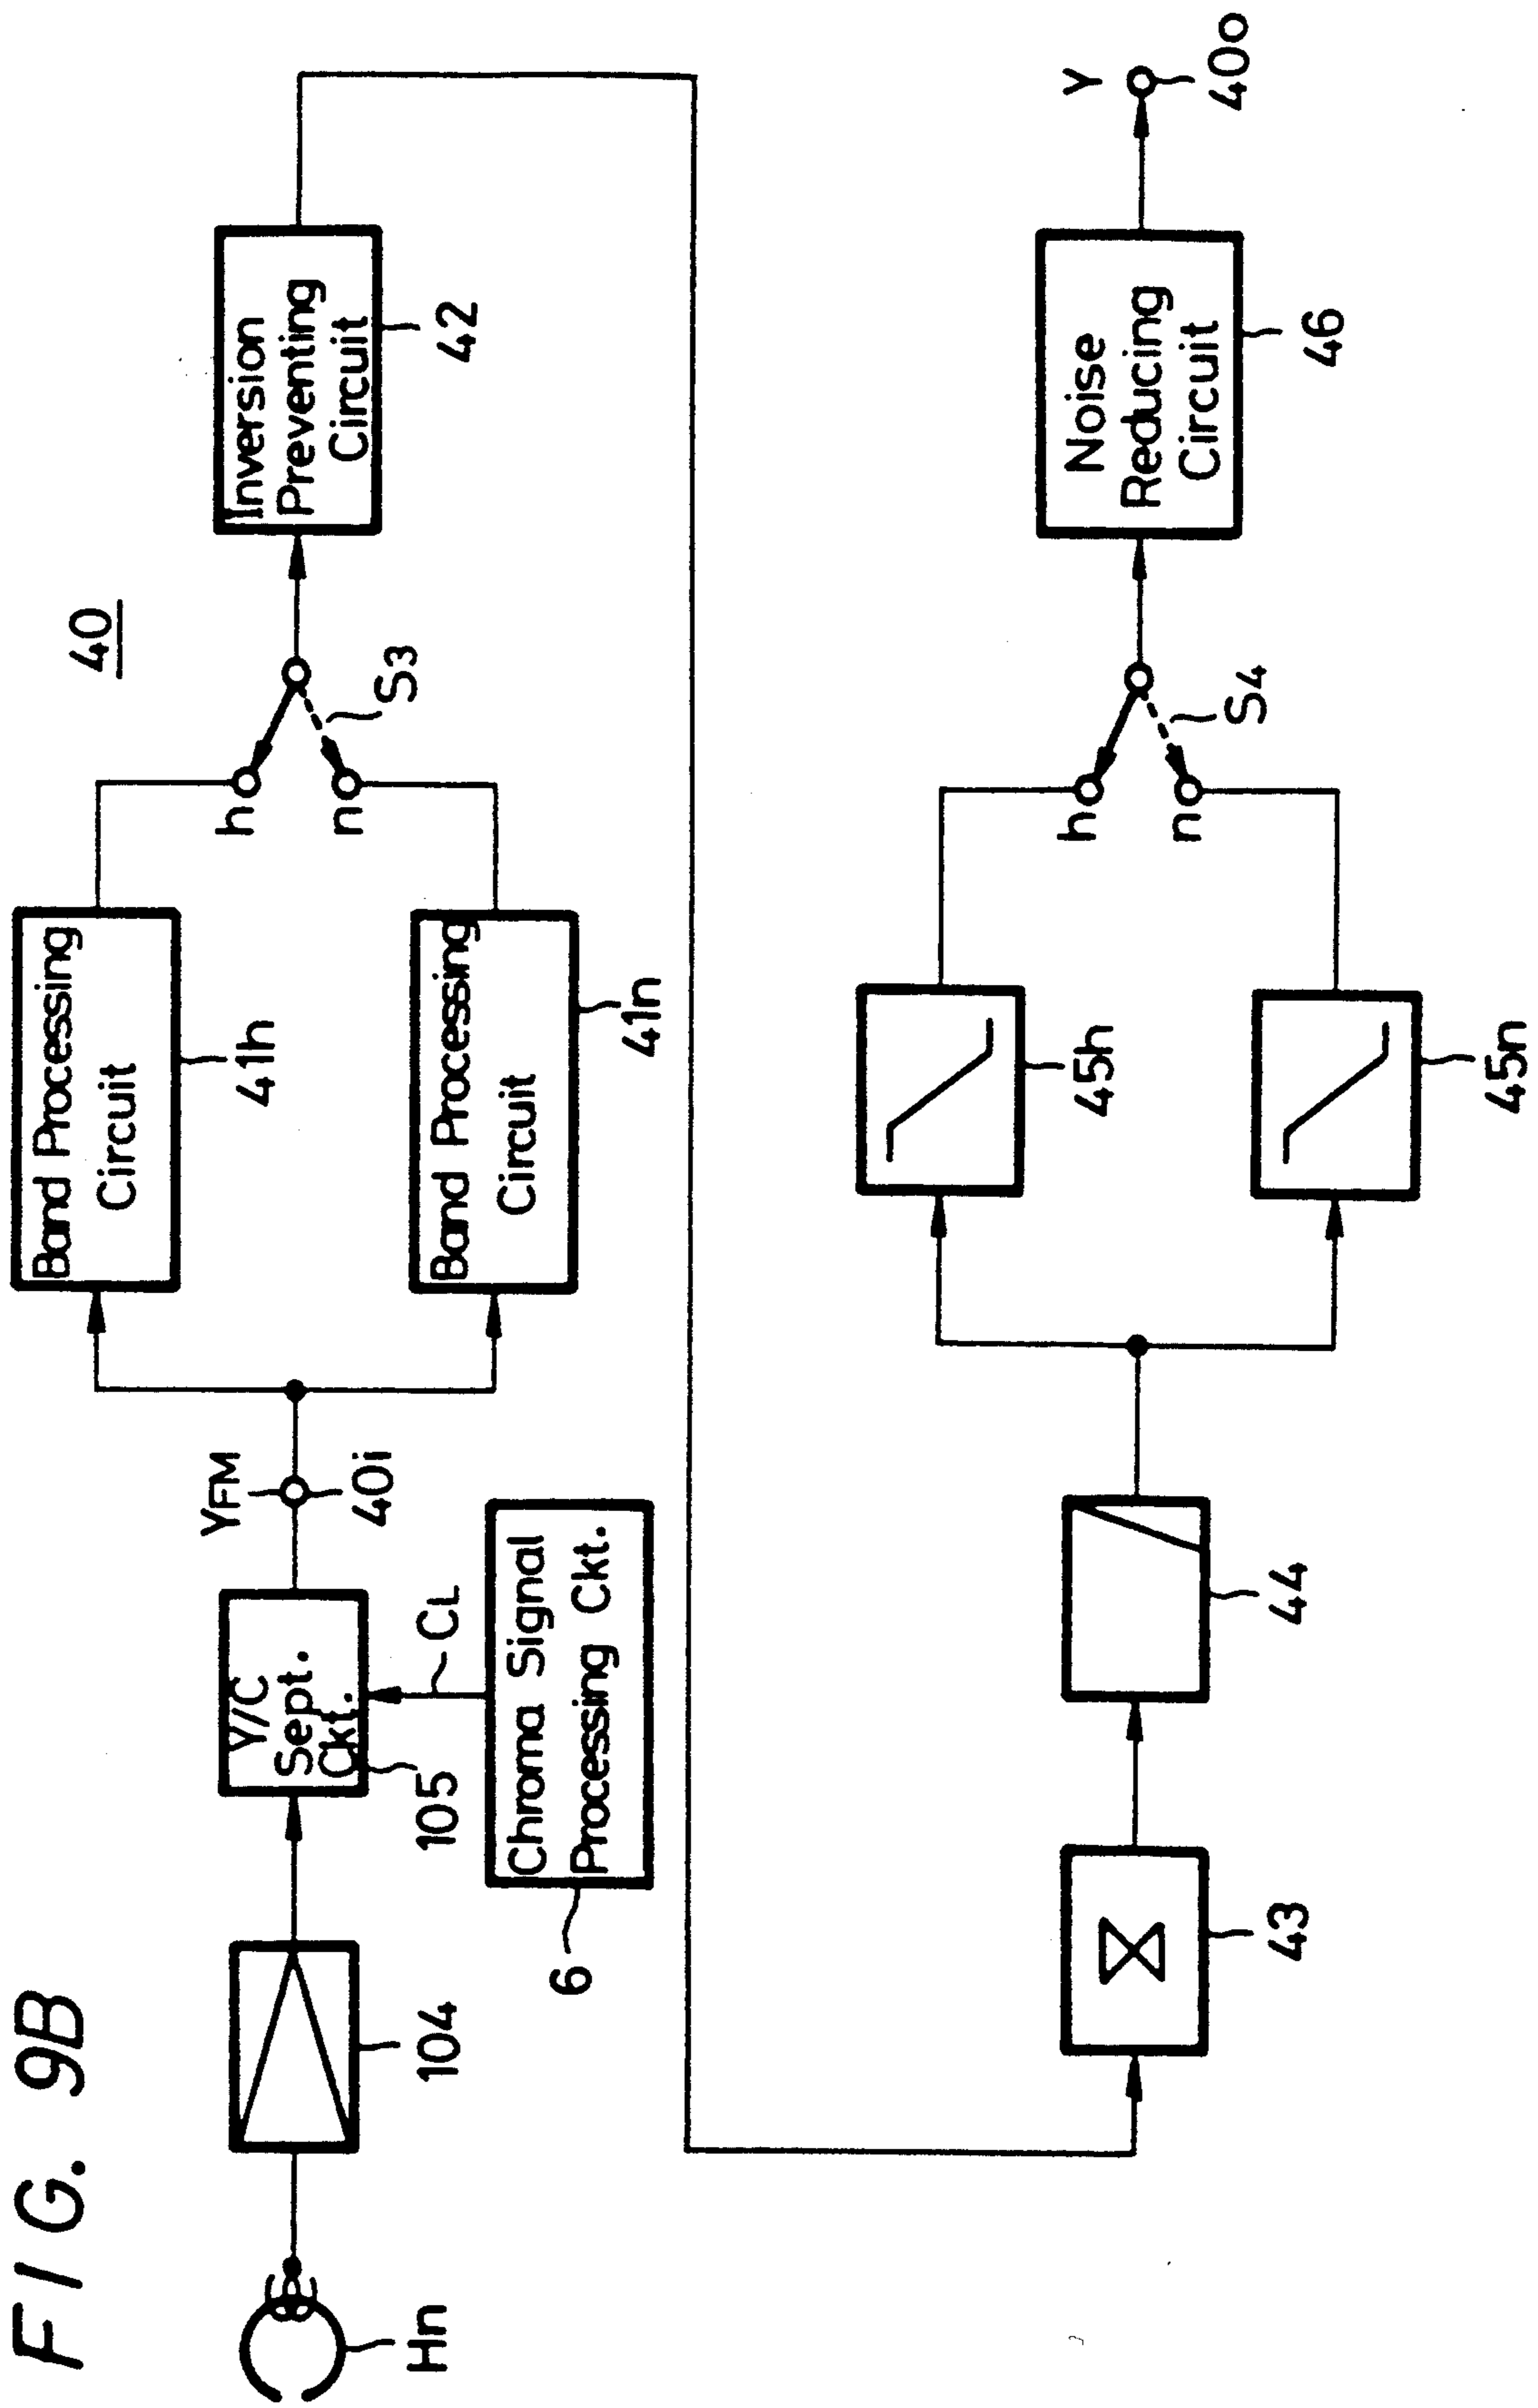 FIG. 9B
40
Hn
104
Y/C
Sept.
Ckt.
105
YFM
40i
CL
Chroma Signal
Processing Ckt.
6
Band Processing
Circuit
41h
Band Processing
Circuit
41n
h
n
S3
Inversion
Preventing
Circuit
42
43
44
45h
45n
h
n
S4
Noise
Reducing
Circuit
46
Y
40o